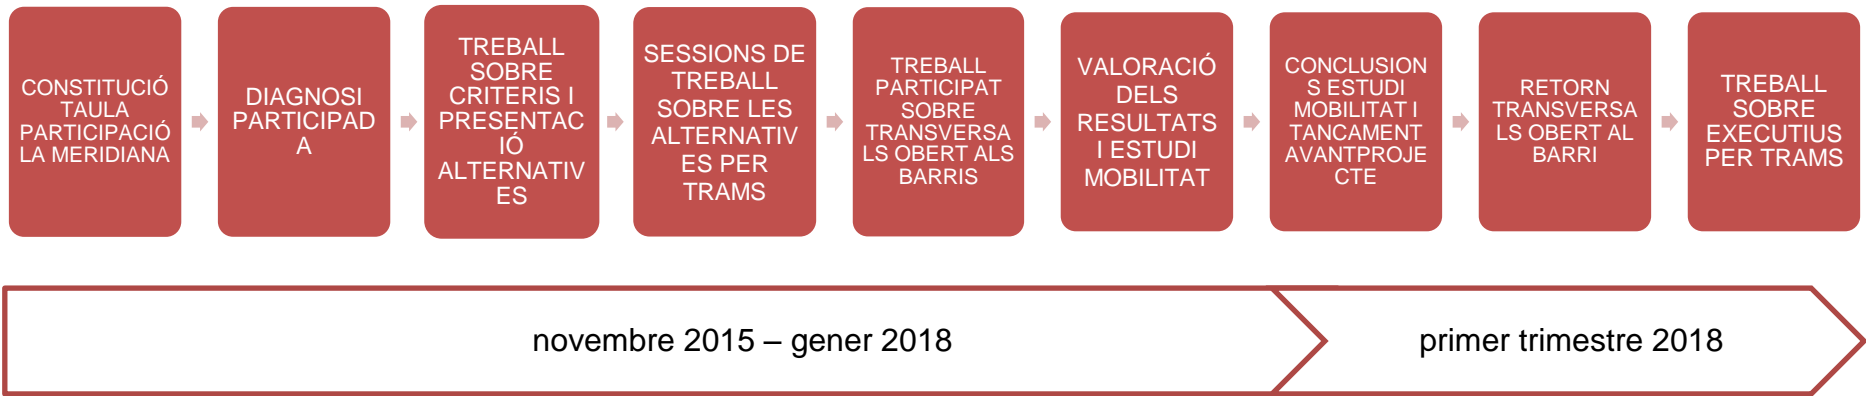 CONSTITUCIÓ
TAULA
PARTICIPACIÓ
LA MERIDIANA
DIAGNOSI
PARTICIPAD
A
TREBALL
SOBRE
CRITERIS I
PRESENTAC
IÓ
ALTERNATIV
ES
SESSIONS DE
TREBALL
SOBRE LES
ALTERNATIV
ES PER
TRAMS
TREBALL
PARTICIPAT
SOBRE
TRANSVERSA
LS OBERT ALS
BARRIS
VALORACIÓ
DELS
RESULTATS
I ESTUDI
MOBILITAT
CONCLUSION
S ESTUDI
MOBILITAT I
TANCAMENT
AVANTPROJE
CTE
RETORN
TRANSVERSA
LS OBERT AL
BARRI
TREBALL
SOBRE
EXECUTIUS
PER TRAMS
novembre 2015 – gener 2018
primer trimestre 2018